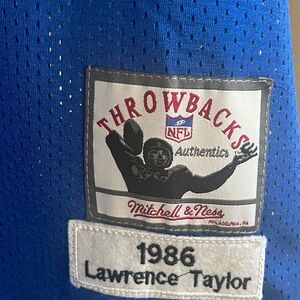 THROWBACKS
NFL
Authentics
Mitchell & Ness
PHILADELPHIA, PA
1986
Lawrence Taylor